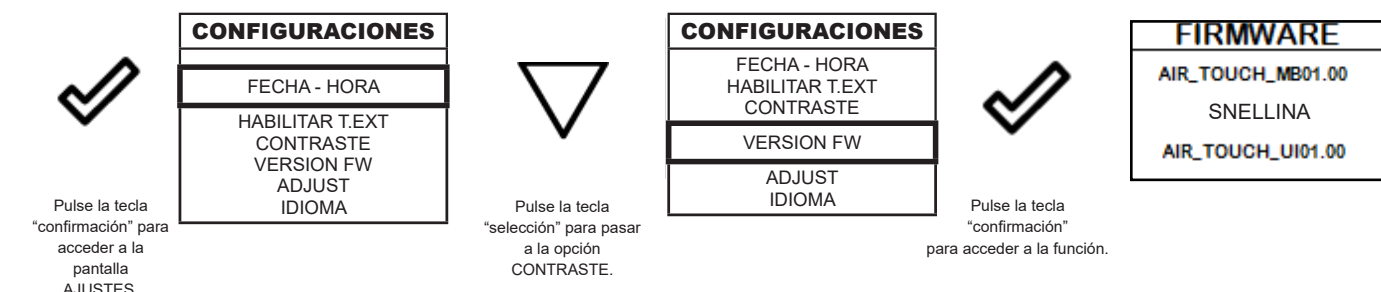 CONFIGURACIONES
FECHA - HORA
HABILITAR T.EXT
CONTRASTE
VERSION FW
ADJUST
IDIOMA
Pulse la tecla
“confirmación” para
acceder a la
pantalla
AJUSTES
Pulse la tecla
“selección” para pasar
a la opción
CONTRASTE.
CONFIGURACIONES
FECHA - HORA
HABILITAR T.EXT
CONTRASTE
VERSION FW
ADJUST
IDIOMA
Pulse la tecla
“confirmación”
para acceder a la función.
FIRMWARE
AIR_TOUCH_MB01.00
SNELLINA
AIR_TOUCH_UI01.00